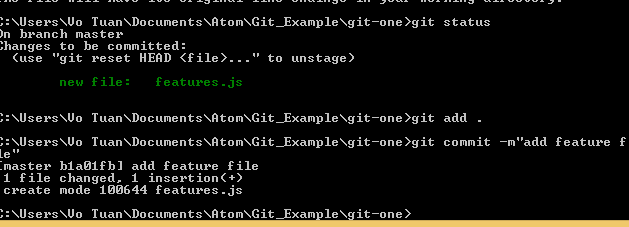 The file will have its original line endings in your working directory.
C:\Users\Vo Tuan\Documents\Atom\Git_Example\git-one>git status
On branch master
Changes to be committed:
(use "git reset HEAD <file>..." to unstage)
new file: features.js
C:\Users\Vo Tuan\Documents\Atom\Git_Example\git-one>git add .
C:\Users\Vo Tuan\Documents\Atom\Git_Example\git-one>git commit -m"add feature f
ile"
[master b1a01fb] add feature file
1 file changed, 1 insertion(+)
create mode 100644 features.js
C:\Users\Vo Tuan\Documents\Atom\Git_Example\git-one>